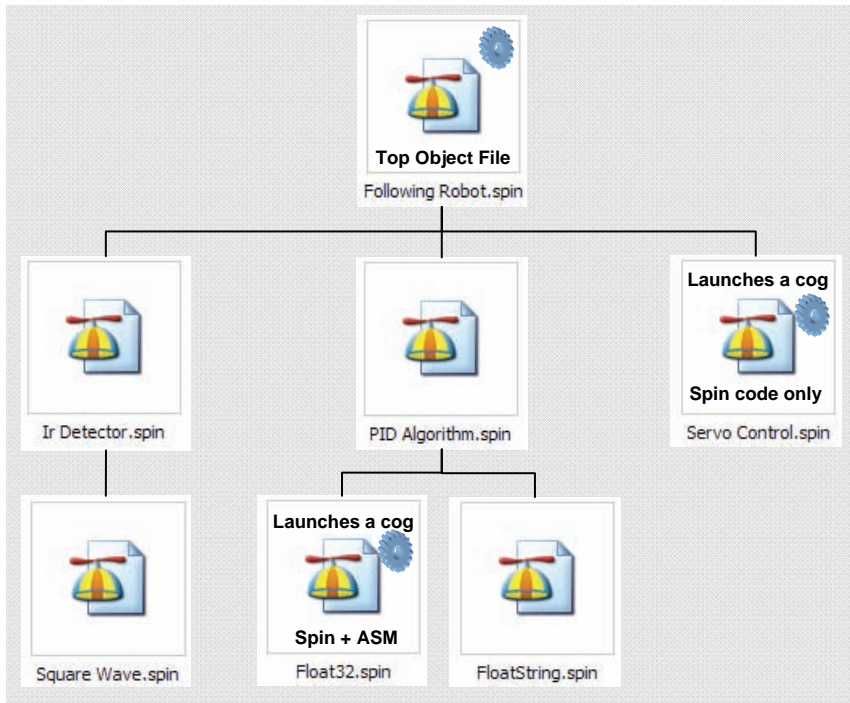 Top Object File
Following Robot.spin
Launches a cog
Spin code only
Ir Detector.spin
PID Algorithm.spin
Servo Control.spin
Launches a cog
Spin + ASM
Square Wave.spin
Float32.spin
FloatString.spin